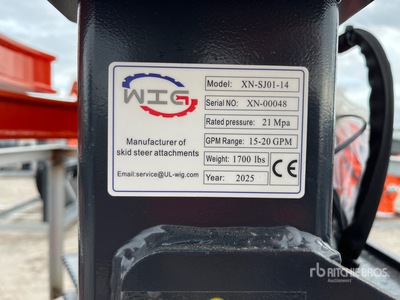 WIG
Manufacturer of
skid steer attachments
Email:service@UL-wig.com
Model: XN-SJ01-14
Serial NO: XN-00048
Rated pressure: 21 Mpa
GPM Range: 15-20 GPM
Weight: 1700 lbs
Year: 2025
CE
rb RITCHIE BROS
Auctioneers